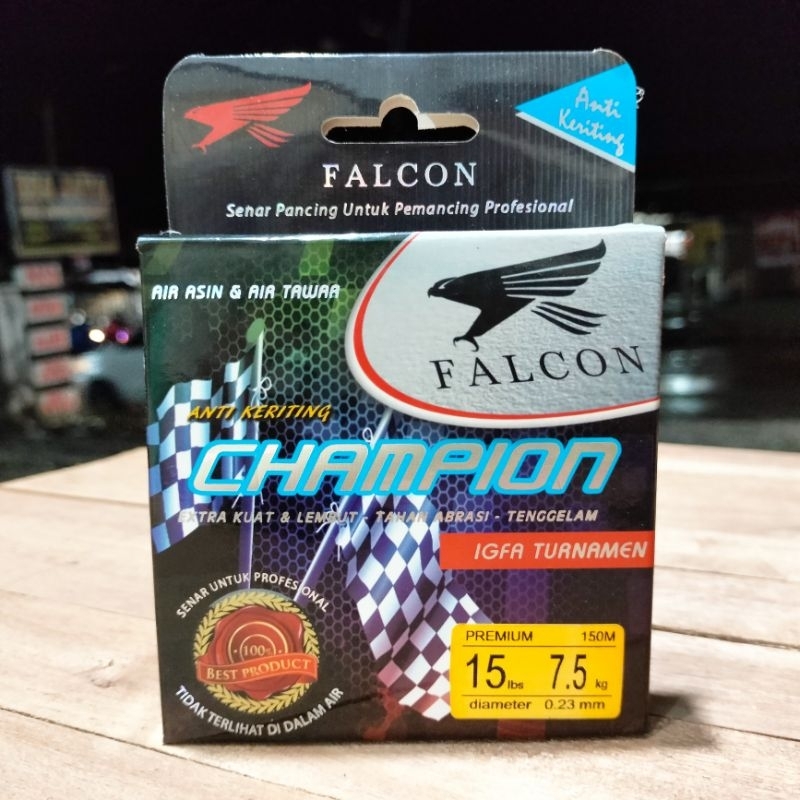 Anti
Keriting
FALCON
Senar Pancing Untuk Pemancing Profesional
AIR ASIN & AIR TAWAR
FALCON
ANTI KERITING
CHAMPION
EXTRA KUAT & LEMBUT - TAHAN ABRASI - TENGGELAM
IGFA TURNAMEN
SENAR UNTUK PROFESIONAL
100%
BEST PRODUCT
TIDAK TERLIHAT DI DALAM AIR
PREMIUM 150M
15 lbs 7.5 kg
diameter 0.23 mm